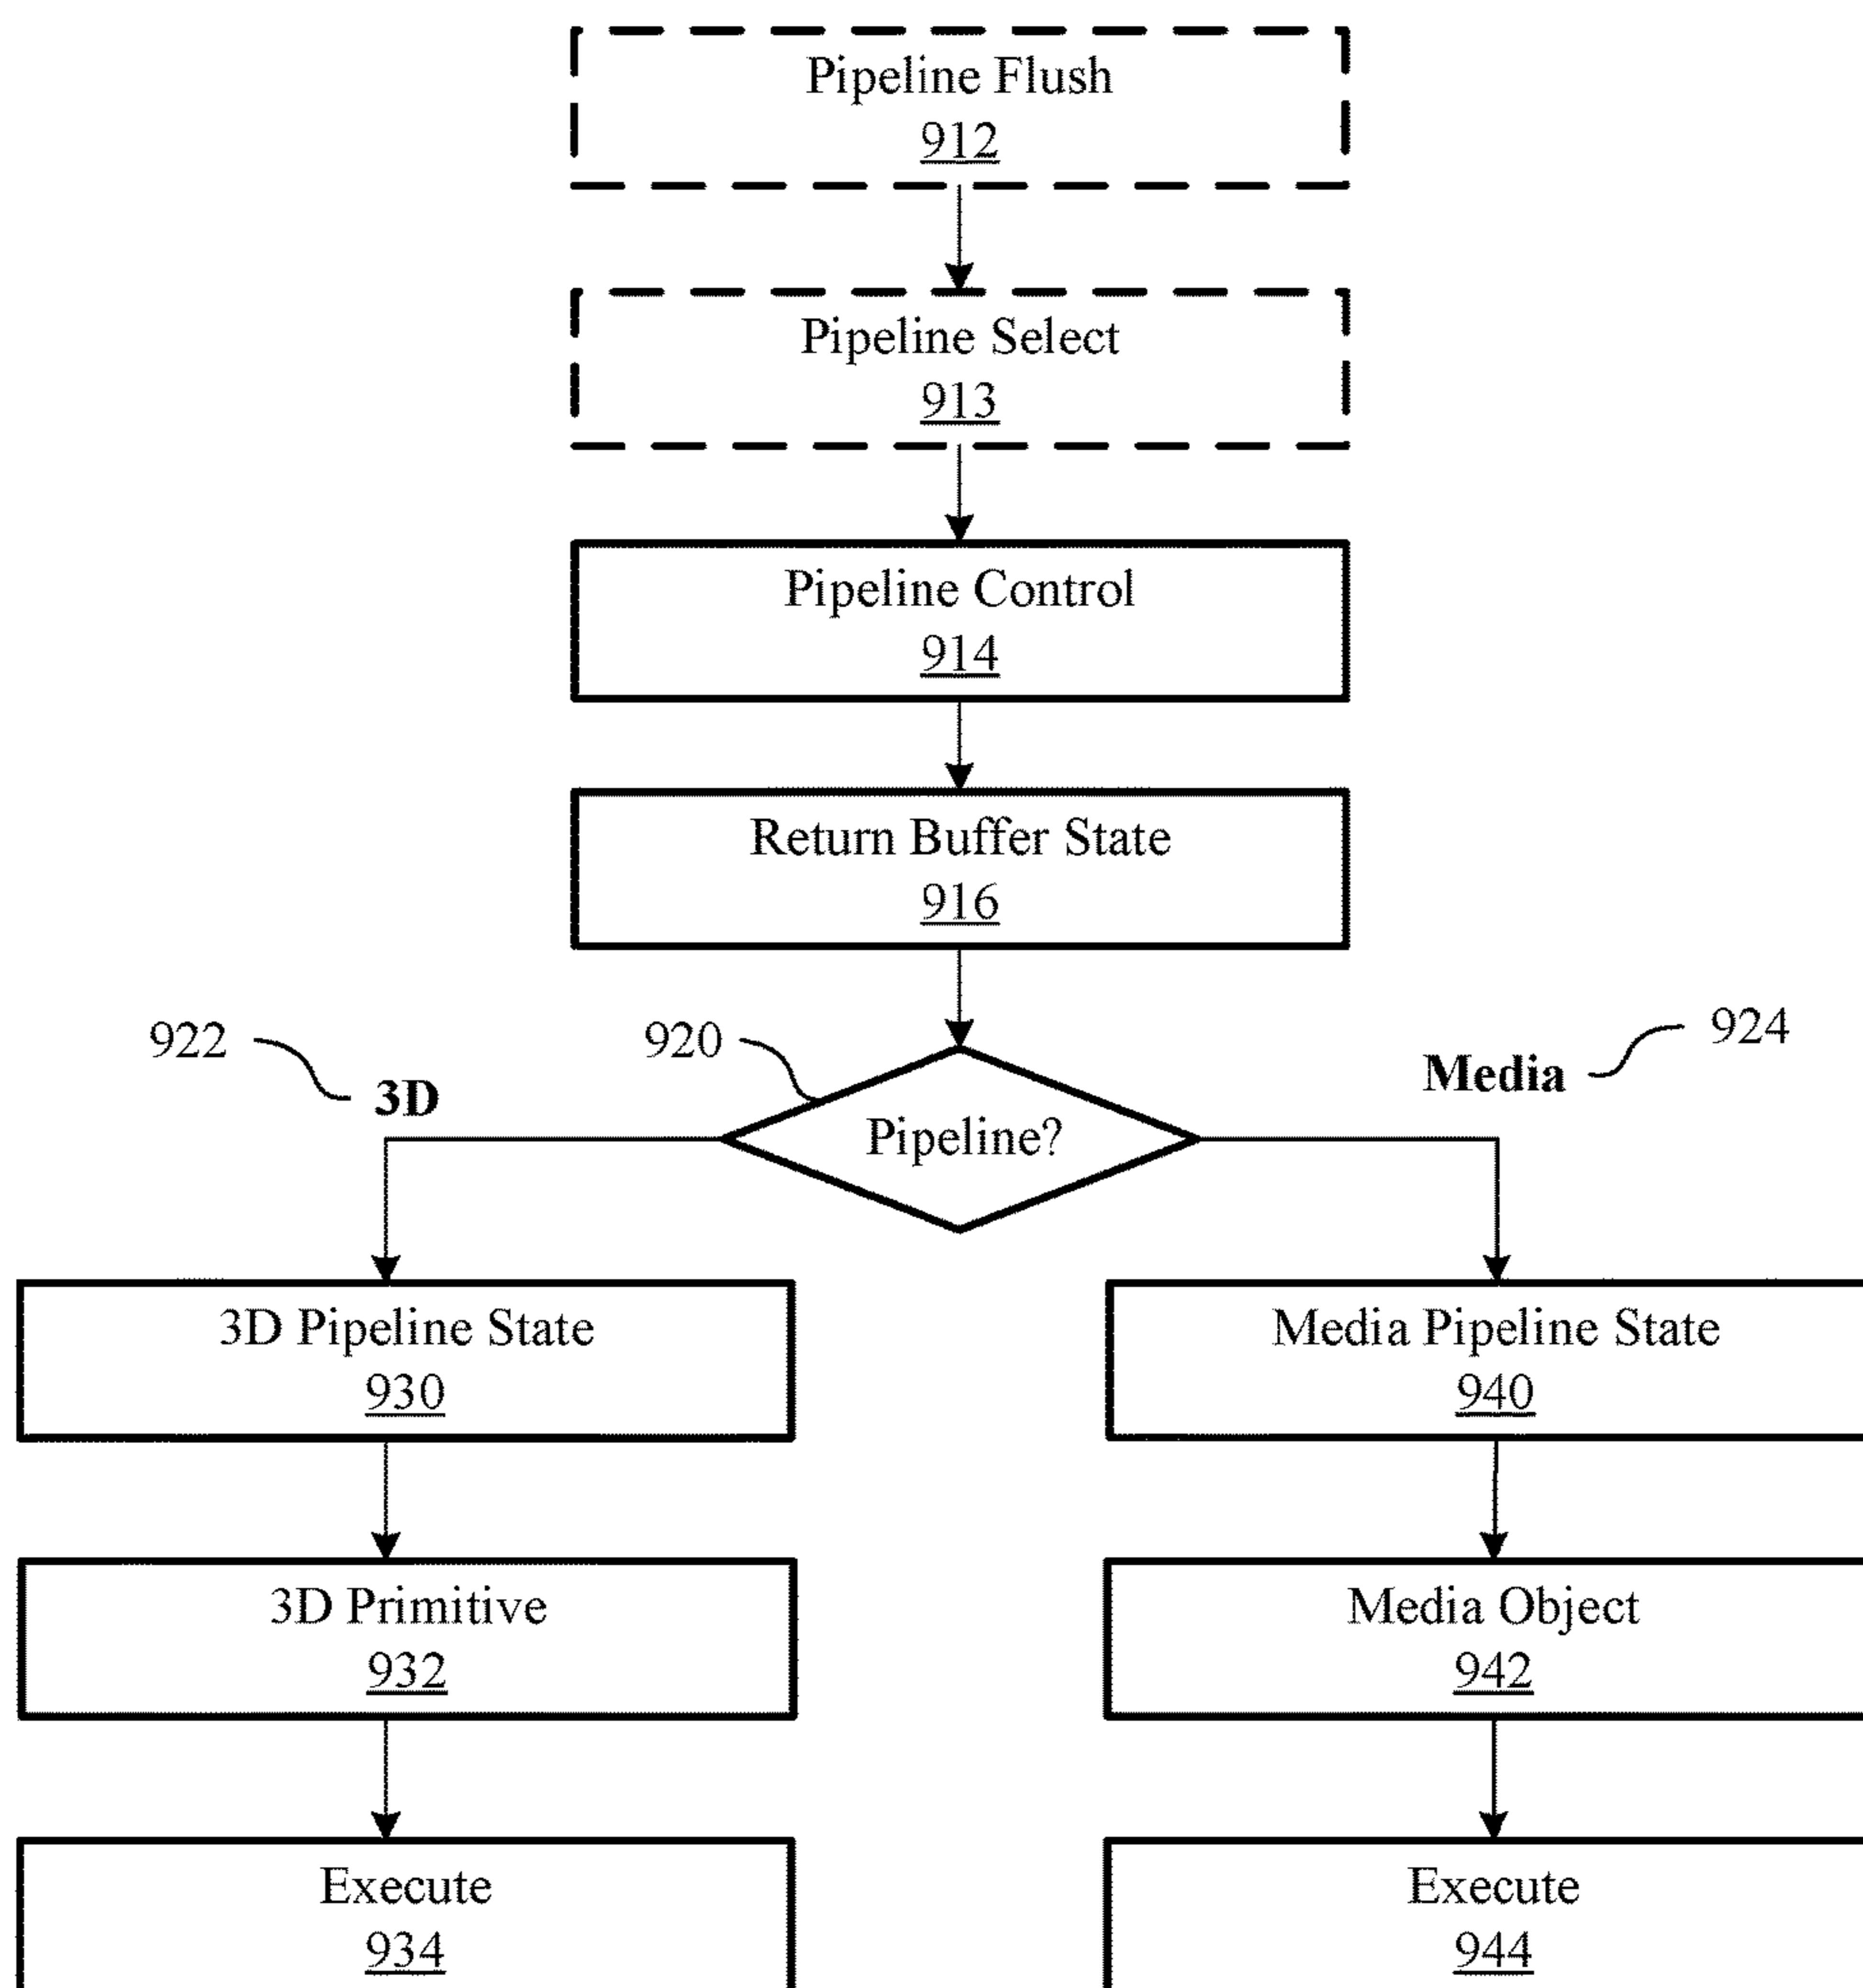 Pipeline Flush
912
Pipeline Select
913
Pipeline Control
914
Return Buffer State
916
922
920
924
3D
Media
Pipeline?
3D Pipeline State
930
Media Pipeline State
940
3D Primitive
932
Media Object
942
Execute
934
Execute
944